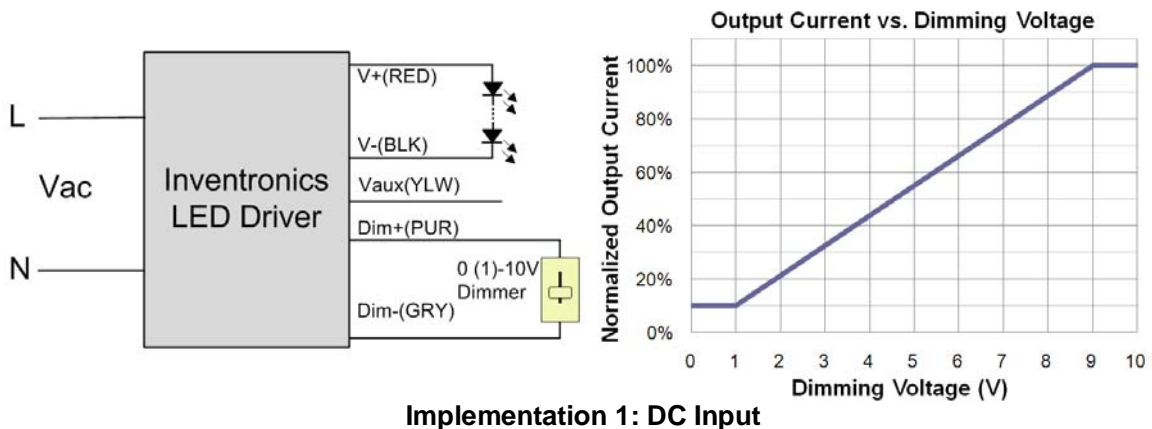 L
Vac
N
Inventronics
LED Driver
V+(RED)
V-(BLK)
Vaux(YLW)
Dim+(PUR)
0 (1)-10V
Dimmer
Dim-(GRY)
Output Current vs. Dimming Voltage
Normalized Output Current
100%
80%
60%
40%
20%
0%
0 1 2 3 4 5 6 7 8 9 10
Dimming Voltage (V)
Implementation 1: DC Input